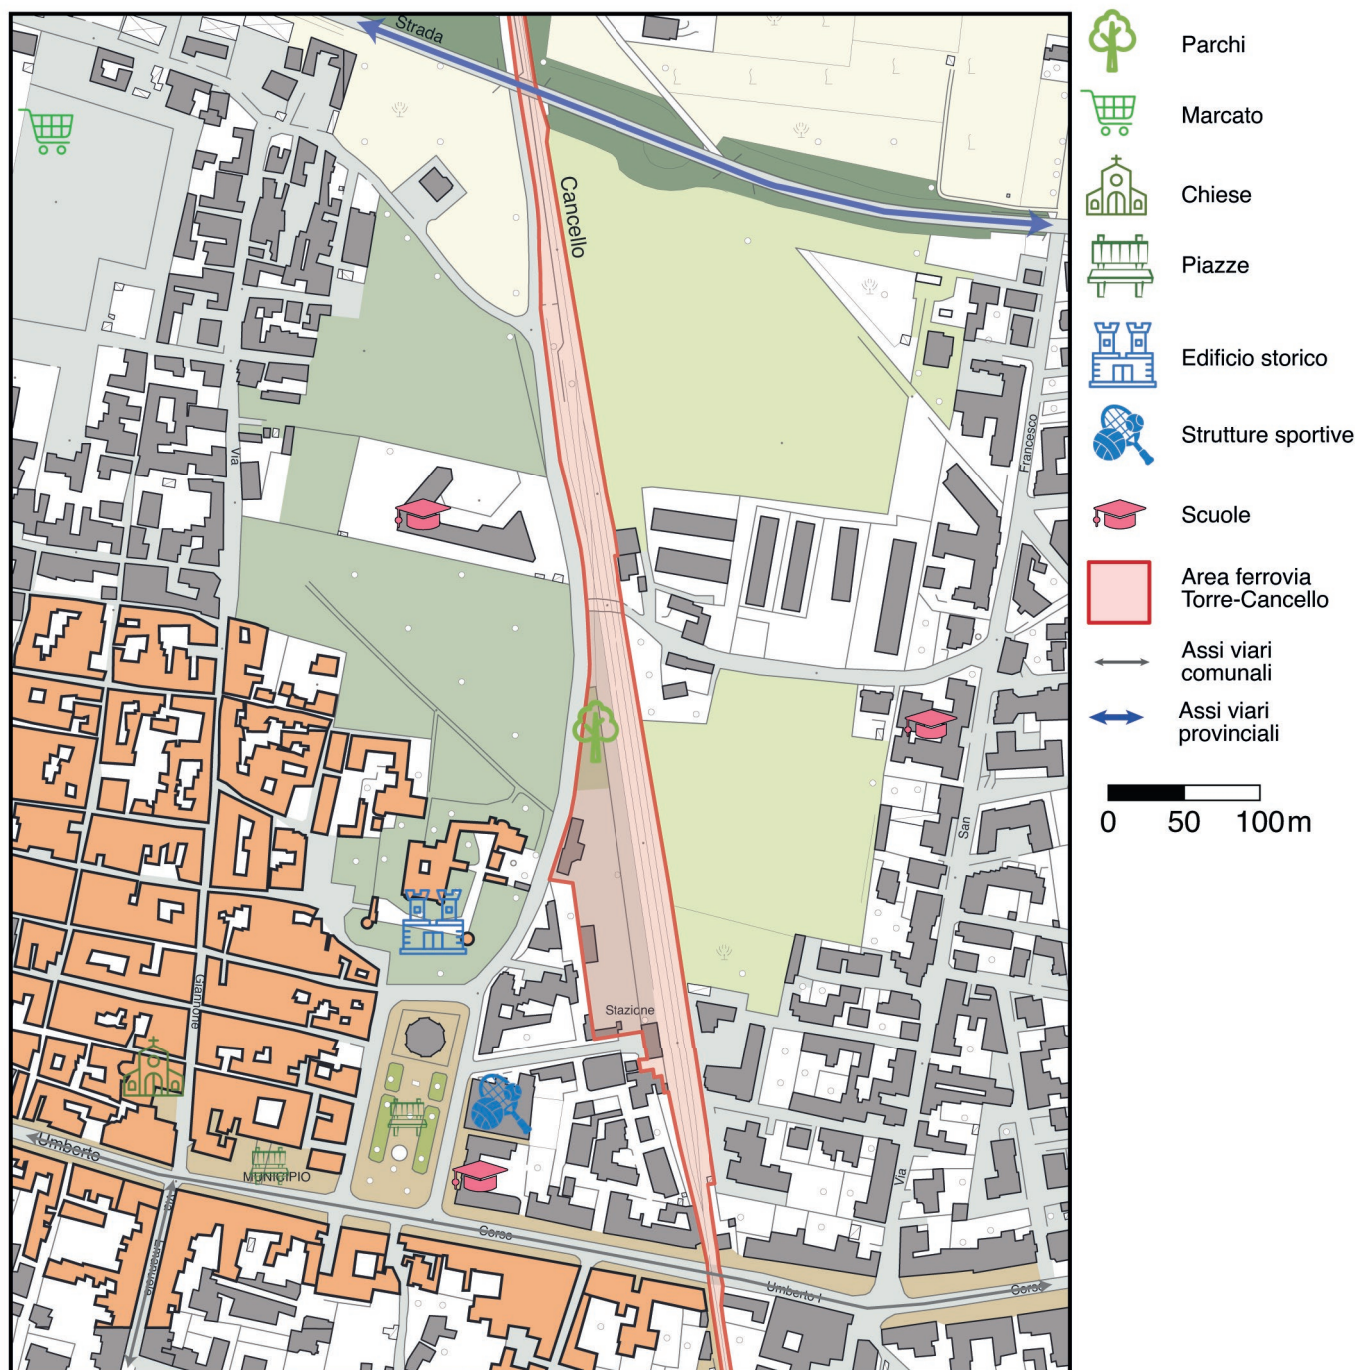 Strada
Cancello
Via
Francesco
San
Giannone
Stazione
Umberto
MUNICIPIO
Via
Via
Emanuele
Corso
Umberto I
Corso
Parchi
Marcato
Chiese
Piazze
Edificio storico
Strutture sportive
Scuole
Area ferrovia
Torre-Cancello
Assi viari
comunali
Assi viari
provinciali
0 50 100m